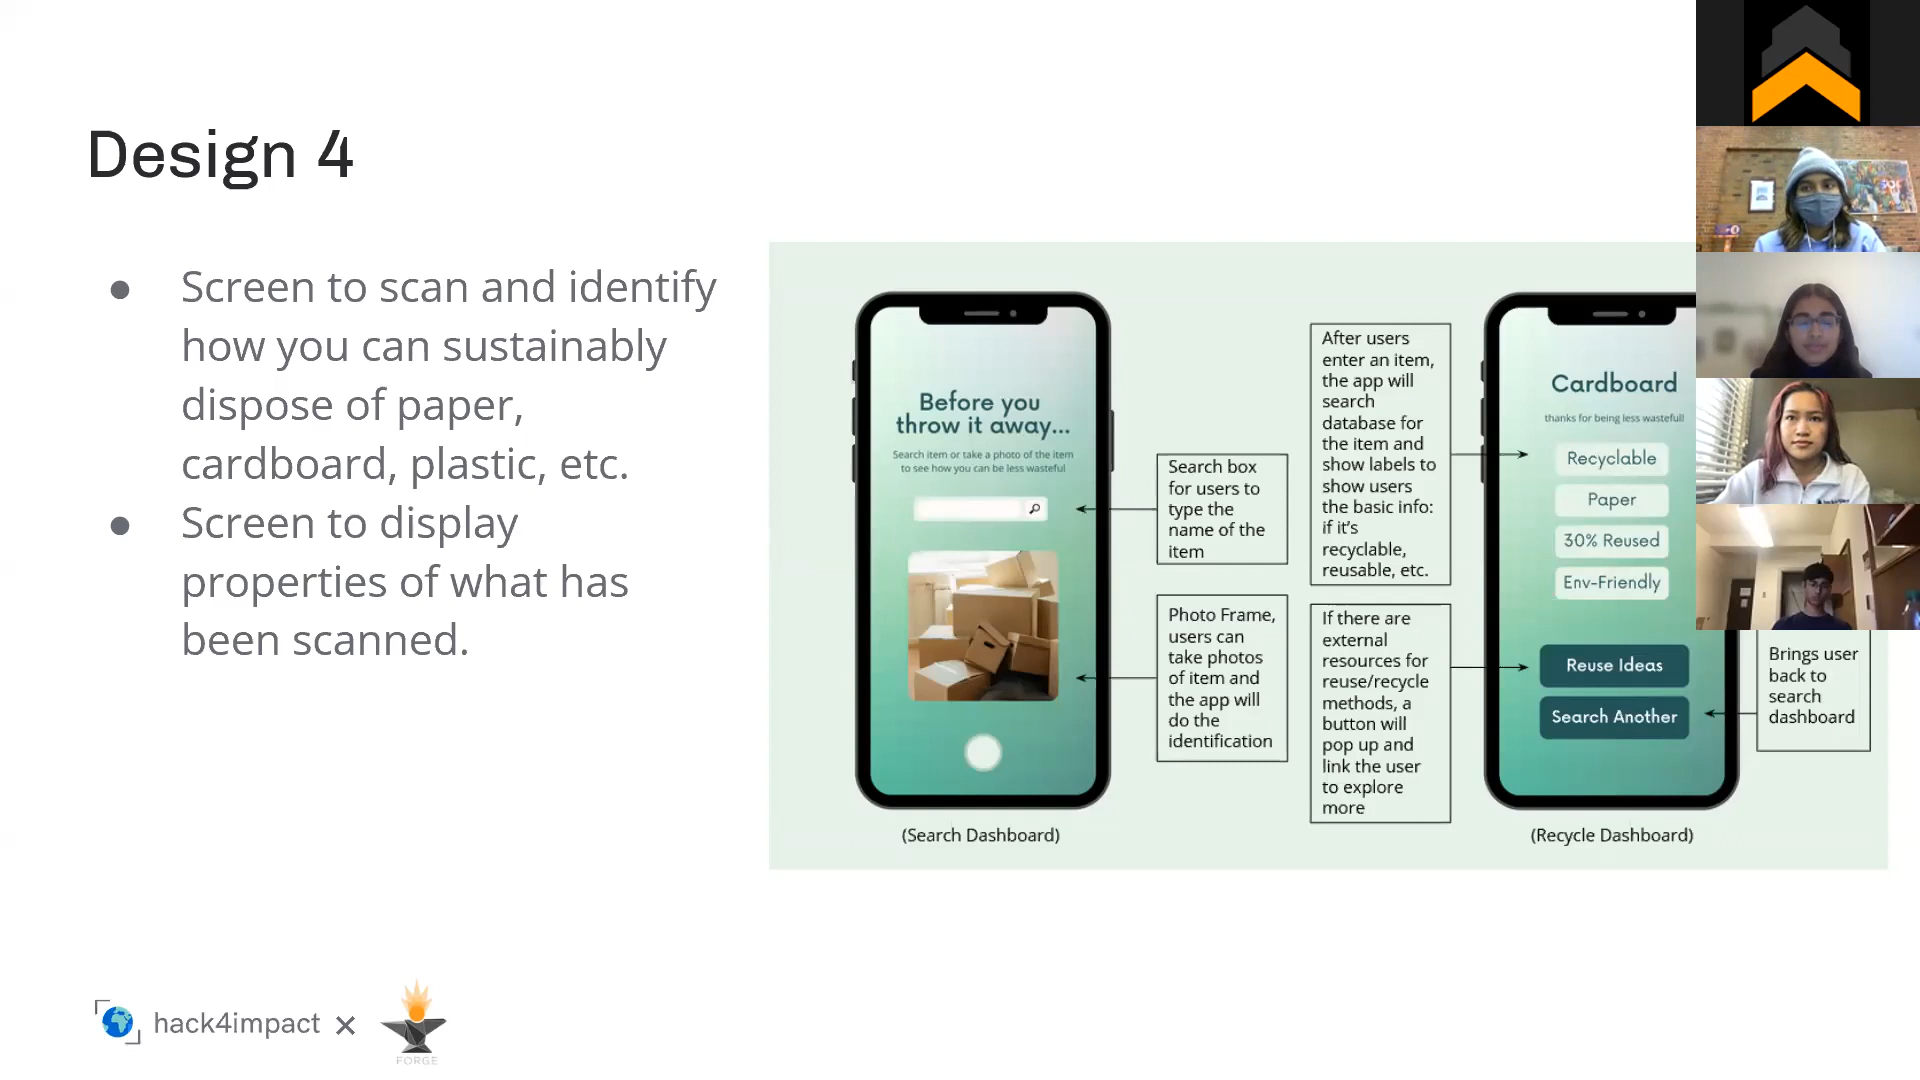 Design 4
● Screen to scan and identify
how you can sustainably
dispose of paper,
cardboard, plastic, etc.
● Screen to display
properties of what has
been scanned.
Before you
throw it away...
Search item or take a photo of the item
to see how you can be less wasteful
(Search Dashboard)
Search box
for users to
type the
name of the
item
Photo Frame,
users can
take photos
of item and
the app will
do the
identification
After users
enter an item,
the app will
search
database for
the item and
show labels to
show users
the basic info:
if it's
recyclable,
reusable, etc.
If there are
external
resources for
reuse/recycle
methods, a
button will
pop up and
link the user
to explore
more
Cardboard
thanks for being less wasteful!
Recyclable
Paper
30% Reused
Env-Friendly
Reuse Ideas
Search Another
(Recycle Dashboard)
Brings user
back to
search
dashboard
hack4impact ×
FORGE